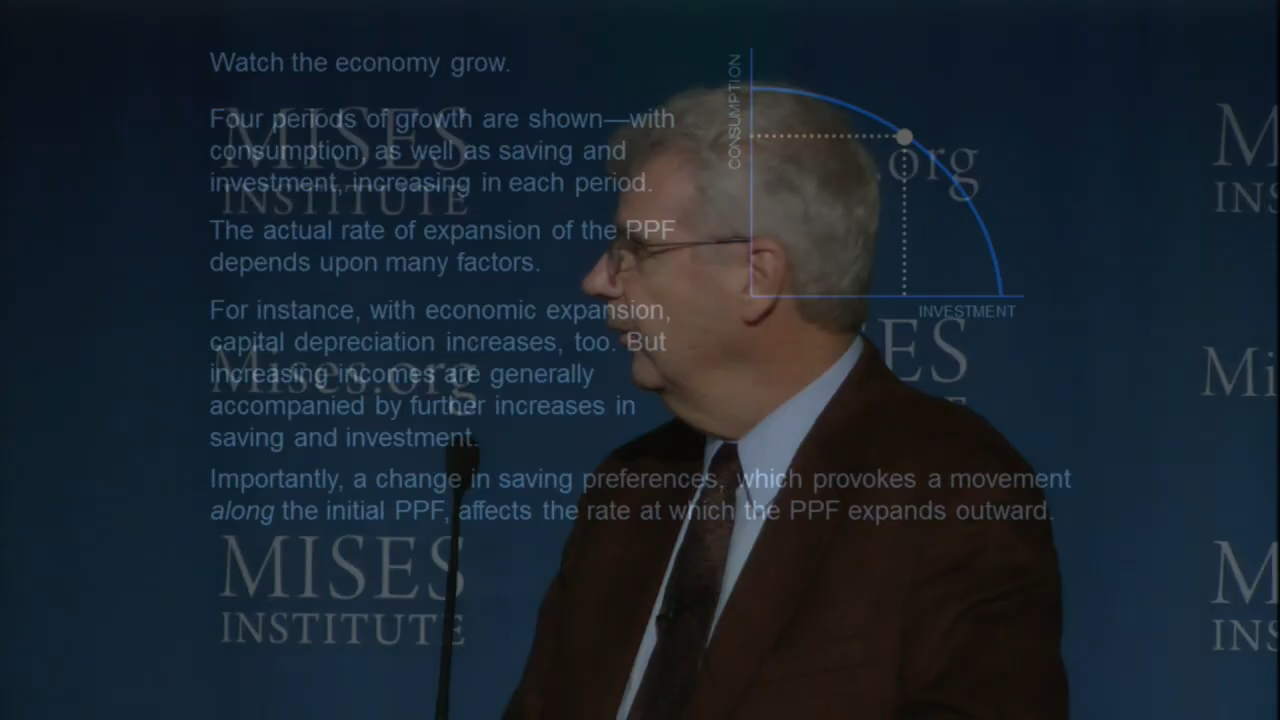 Watch the economy grow.
Four periods of growth are shown—with
consumption, as well as saving and
investment, increasing in each period.
The actual rate of expansion of the PPF
depends upon many factors.
For instance, with economic expansion,
capital depreciation increases, too. But
increasing incomes are generally
accompanied by further increases in
saving and investment.
Importantly, a change in saving preferences, which provokes a movement
along the initial PPF, affects the rate at which the PPF expands outward.
CONSUMPTION
INVESTMENT
MISES
INSTITUTE
.org
M
INS
Mises.org
ES
Mi
MISES
INSTITUTE
M
INS